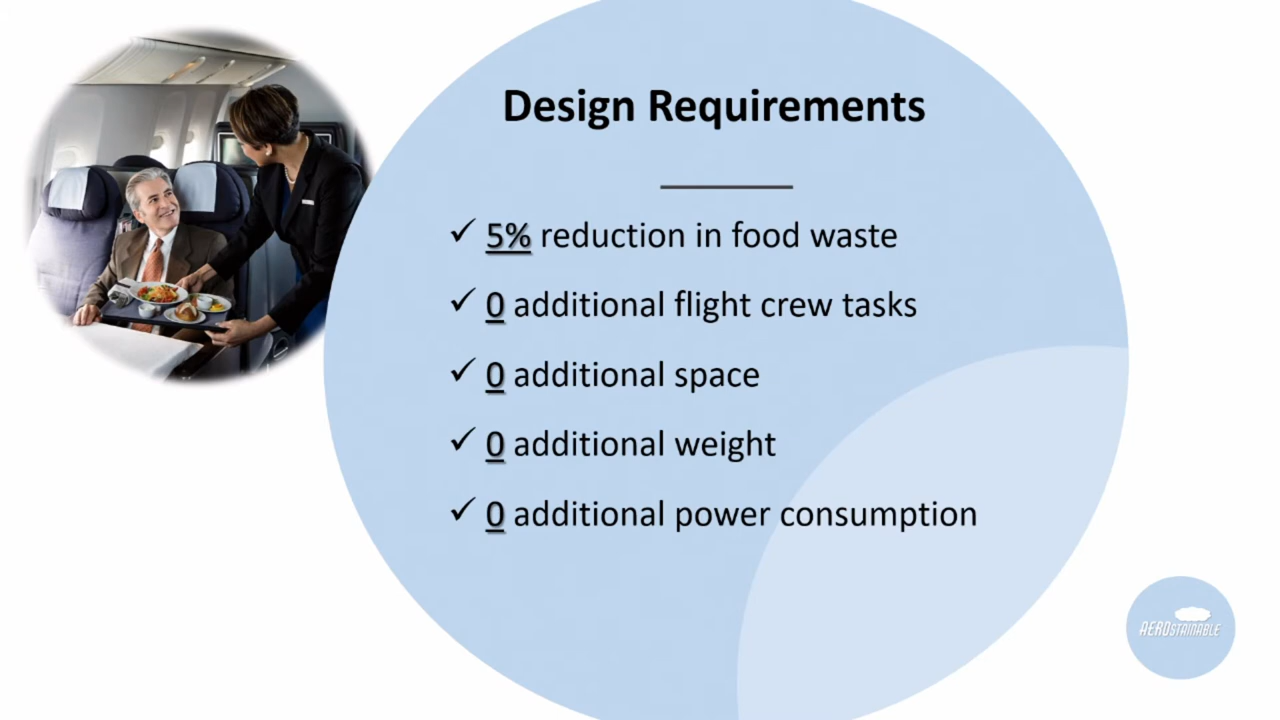 Design Requirements
✓ 5% reduction in food waste
✓ 0 additional flight crew tasks
✓ 0 additional space
✓ 0 additional weight
✓ 0 additional power consumption
AEROSTAINABLE